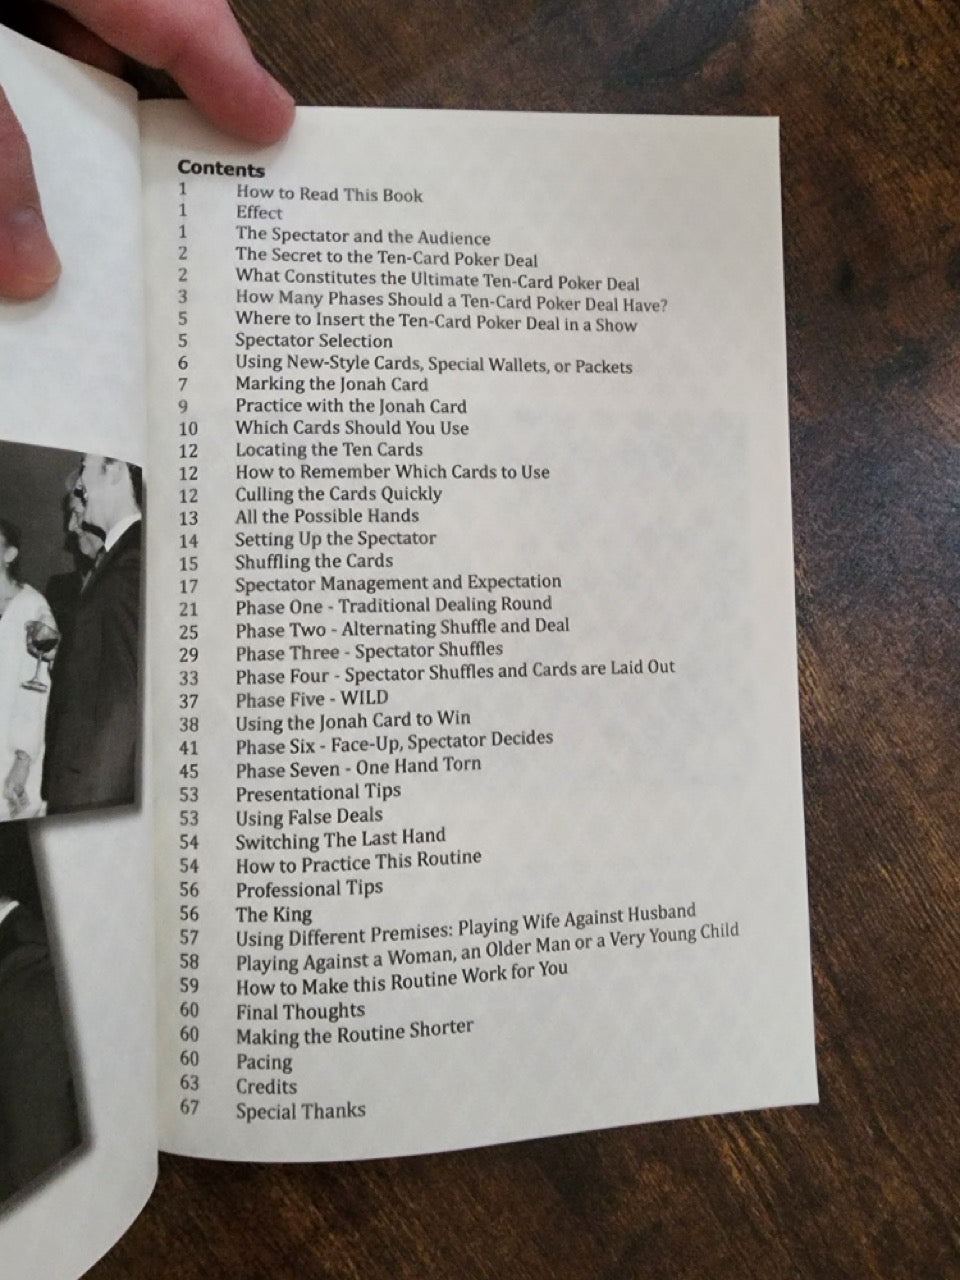 Contents
1 How to Read This Book
1 Effect
1 The Spectator and the Audience
2 The Secret to the Ten-Card Poker Deal
2 What Constitutes the Ultimate Ten-Card Poker Deal
3 How Many Phases Should a Ten-Card Poker Deal Have?
5 Where to Insert the Ten-Card Poker Deal in a Show
5 Spectator Selection
6 Using New-Style Cards, Special Wallets, or Packets
7 Marking the Jonah Card
9 Practice with the Jonah Card
10 Which Cards Should You Use
12 Locating the Ten Cards
12 How to Remember Which Cards to Use
12 Culling the Cards Quickly
13 All the Possible Hands
14 Setting Up the Spectator
15 Shuffling the Cards
17 Spectator Management and Expectation
21 Phase One - Traditional Dealing Round
25 Phase Two - Alternating Shuffle and Deal
29 Phase Three - Spectator Shuffles
33 Phase Four - Spectator Shuffles and Cards are Laid Out
37 Phase Five - WILD
38 Using the Jonah Card to Win
41 Phase Six - Face-Up, Spectator Decides
45 Phase Seven - One Hand Torn
53 Presentational Tips
53 Using False Deals
54 Switching The Last Hand
54 How to Practice This Routine
56 Professional Tips
56 The King
57 Using Different Premises: Playing Wife Against Husband
58 Playing Against a Woman, an Older Man or a Very Young Child
59 How to Make this Routine Work for You
60 Final Thoughts
60 Making the Routine Shorter
60 Pacing
63 Credits
67 Special Thanks